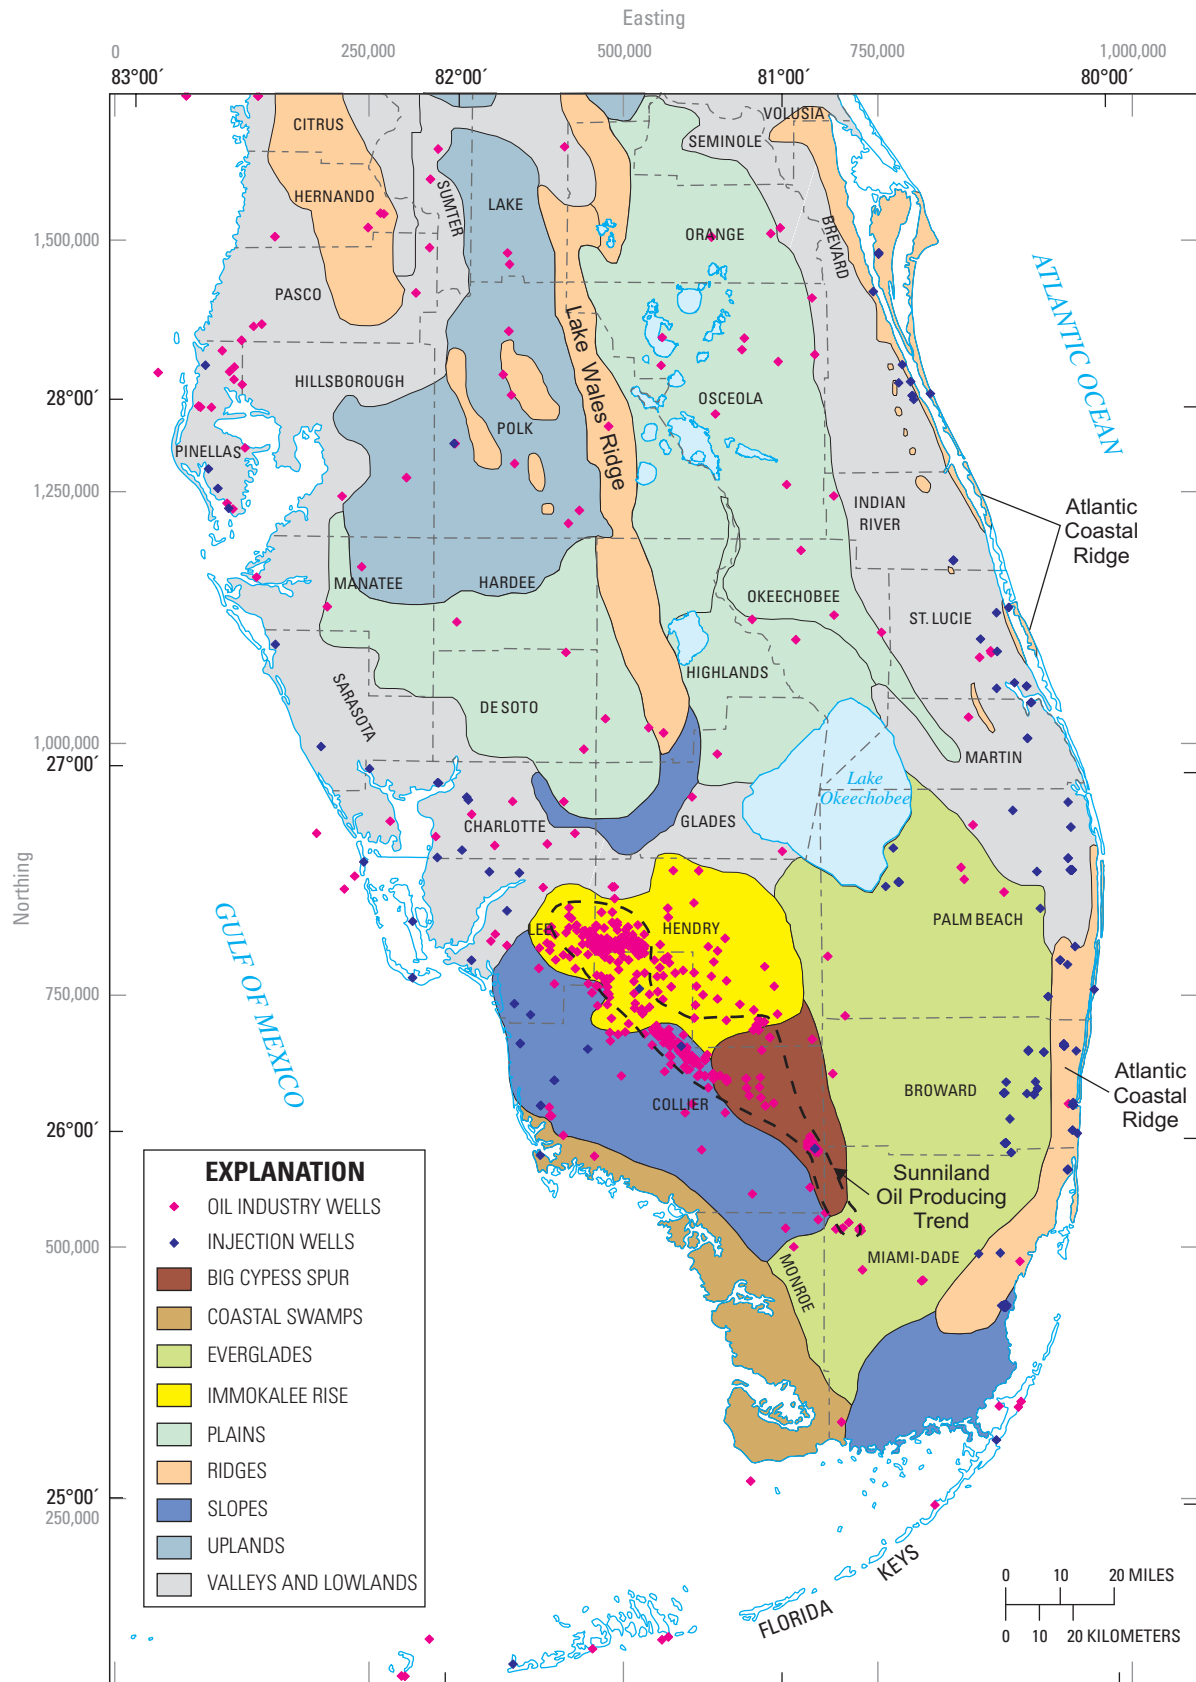 Easting
0
250,000
500,000
750,000
1,000,000
83°00´
82°00´
81°00´
80°00´
CITRUS
VOLUSIA
SEMINOLE
HERNANDO
SUMTER
LAKE
BREVARD
ORANGE
1,500,000
ATLANTIC OCEAN
PASCO
Lake Wales Ridge
HILLSBOROUGH
28°00´
OSCEOLA
POLK
PINELLAS
1,250,000
INDIAN
RIVER
Atlantic
Coastal
Ridge
MANATEE
HARDEE
OKEECHOBEE
ST. LUCIE
HIGHLANDS
SARASOTA
DE SOTO
1,000,000
27°00´
MARTIN
Lake
Okeechobee
CHARLOTTE
GLADES
Northing
GULF OF MEXICO
LEE
HENDRY
PALM BEACH
750,000
Atlantic
Coastal
Ridge
BROWARD
COLLIER
26°00´
Sunniland
Oil Producing
Trend
500,000
MONROE
MIAMI-DADE
25°00´
250,000
EXPLANATION
OIL INDUSTRY WELLS
INJECTION WELLS
BIG CYPESS SPUR
COASTAL SWAMPS
EVERGLADES
IMMOKALEE RISE
PLAINS
RIDGES
SLOPES
UPLANDS
VALLEYS AND LOWLANDS
FLORIDA KEYS
0 10 20 MILES
0 10 20 KILOMETERS